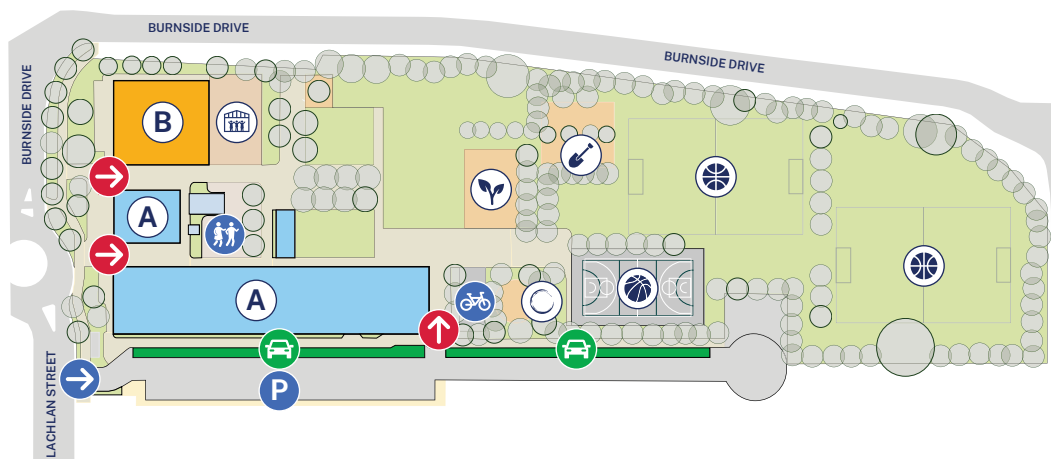 BURNSIDE DRIVE
BURNSIDE DRIVE
BURNSIDE DRIVE
B
A
A
P
LACHLAN STREET